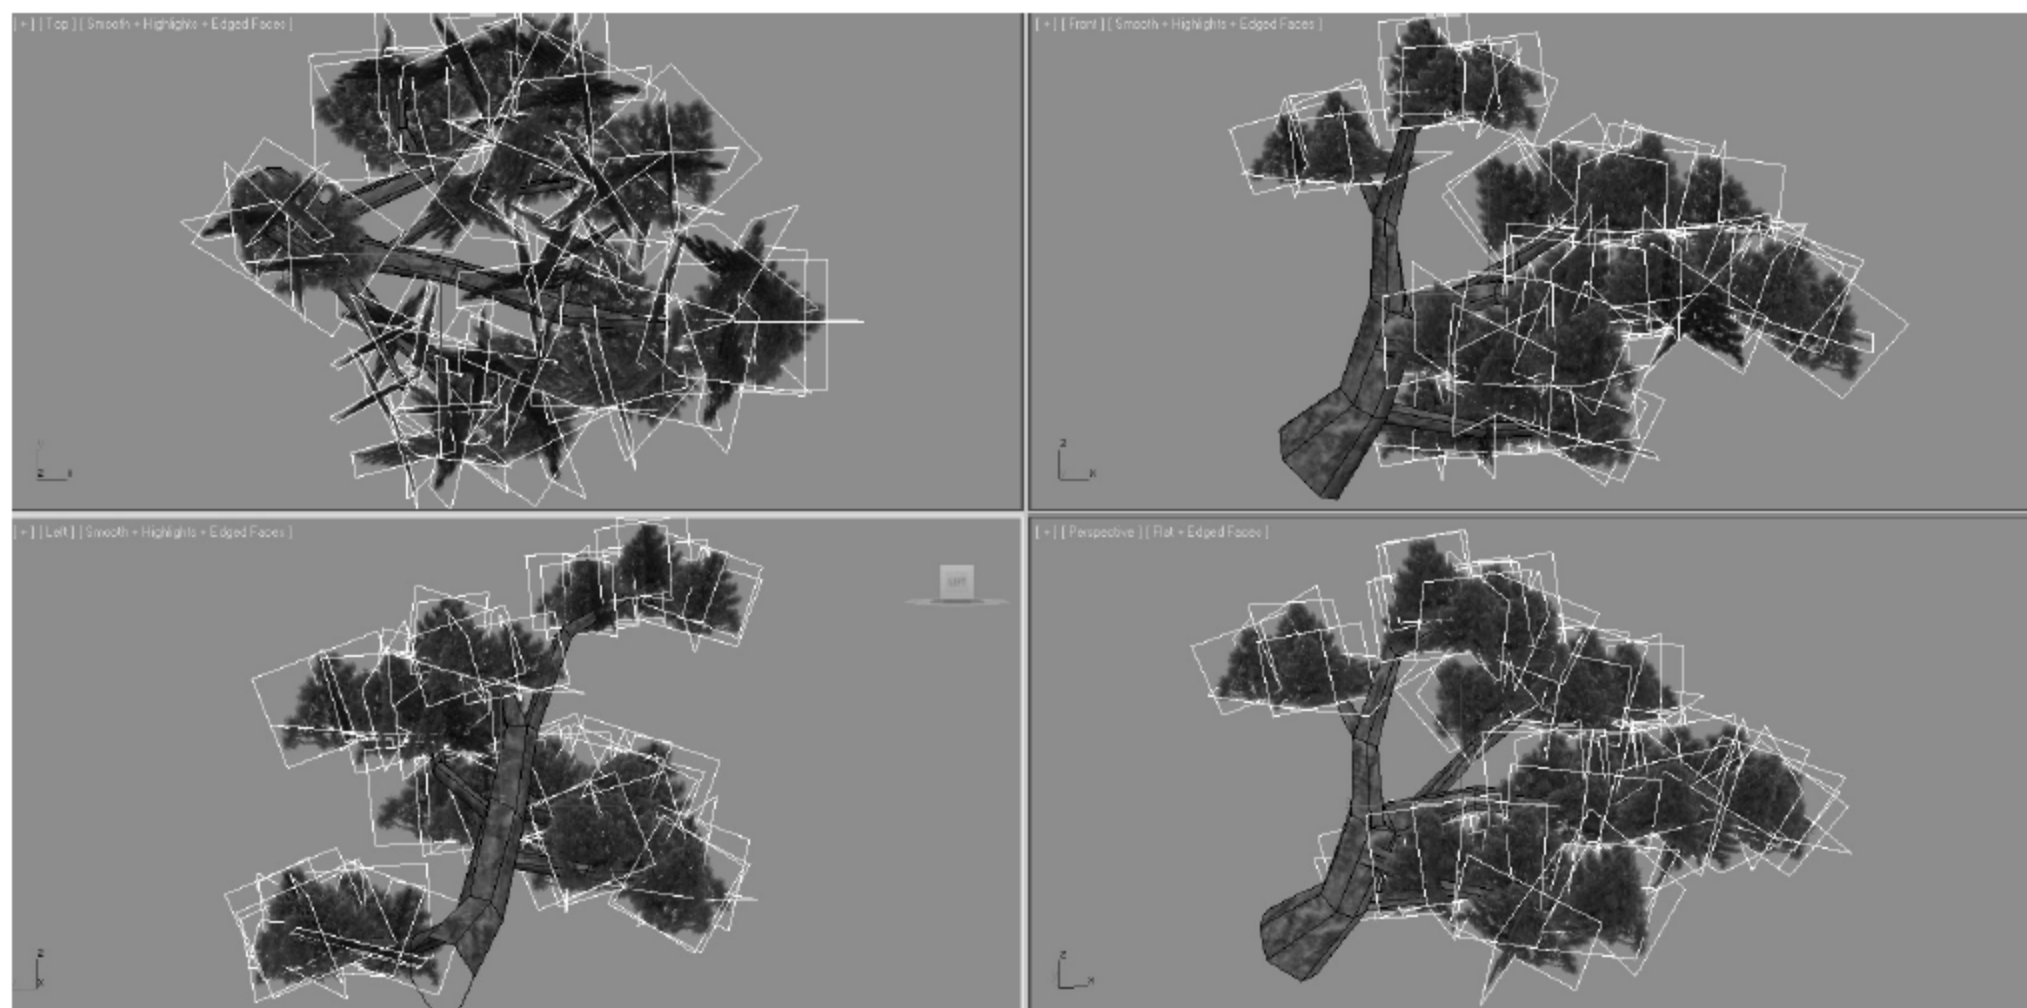 [ + ] [ Top ] [ Smooth + Highlights + Edged Faces ]
[ + ] [ Front ] [ Smooth + Highlights + Edged Faces ]
Z
X
[ + ] [ Left ] [ Smooth + Highlights + Edged Faces ]
LEFT
[ + ] [ Perspective ] [ Flat + Edged Faces ]
Z
X
Z
X